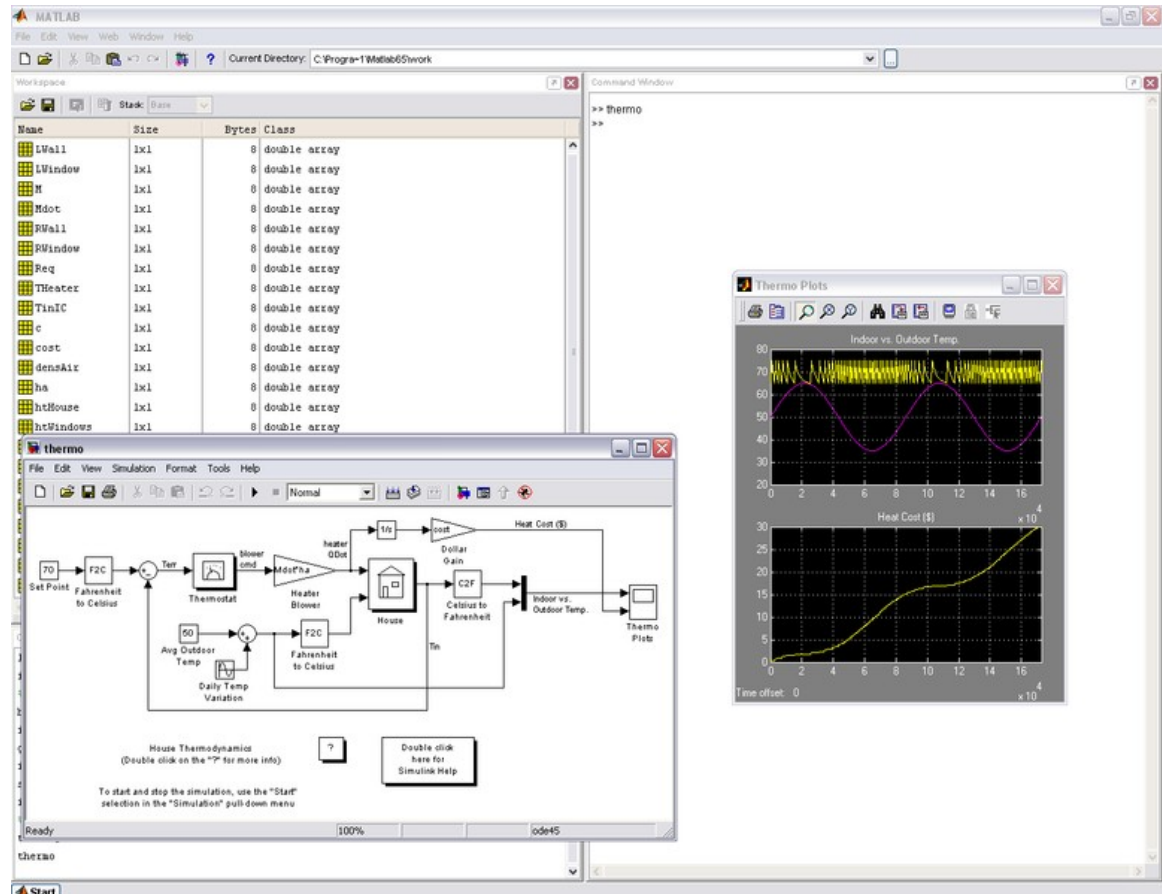 MATLAB
File Edit View Web Window Help
? Current Directory: C:\Progra~1\Matlab65\work ...
Workspace
Stack: Base
Name Size Bytes Class
LWall 1x1 8 double array
LWindow 1x1 8 double array
M 1x1 8 double array
Mdot 1x1 8 double array
RWall 1x1 8 double array
RWindow 1x1 8 double array
Req 1x1 8 double array
THeater 1x1 8 double array
TinIC 1x1 8 double array
c 1x1 8 double array
cost 1x1 8 double array
densAir 1x1 8 double array
ha 1x1 8 double array
htHouse 1x1 8 double array
htWindows 1x1 8 double array
thermo
Command Window
>> thermo
>>
thermo
File Edit View Simulation Format Tools Help
Normal
70
Set Point
F2C
Fahrenheit
to Celsius
Terr
Thermostat
blower
cmd
Mdot*ha
Heater
Blower
heater
QDot
1/s
cost
Dollar
Gain
Heat Cost ($)
House
C2F
Celsius to
Fahrenheit
Indoor vs.
Outdoor Temp.
Thermo
Plots
50
Avg Outdoor
Temp
Daily Temp
Variation
F2C
Fahrenheit
to Celsius
Tin
House Thermodynamics
(Double click on the "?" for more info)
?
Double click
here for
Simulink Help
To start and stop the simulation, use the "Start"
selection in the "Simulation" pull-down menu
Ready 100% ode45
Thermo Plots
Indoor vs. Outdoor Temp.
80
70
60
50
40
30
20
0 2 4 6 8 10 12 14 16
x 10^4
Heat Cost ($)
30
25
20
15
10
5
0
0 2 4 6 8 10 12 14 16
x 10^4
Time offset: 0
Start